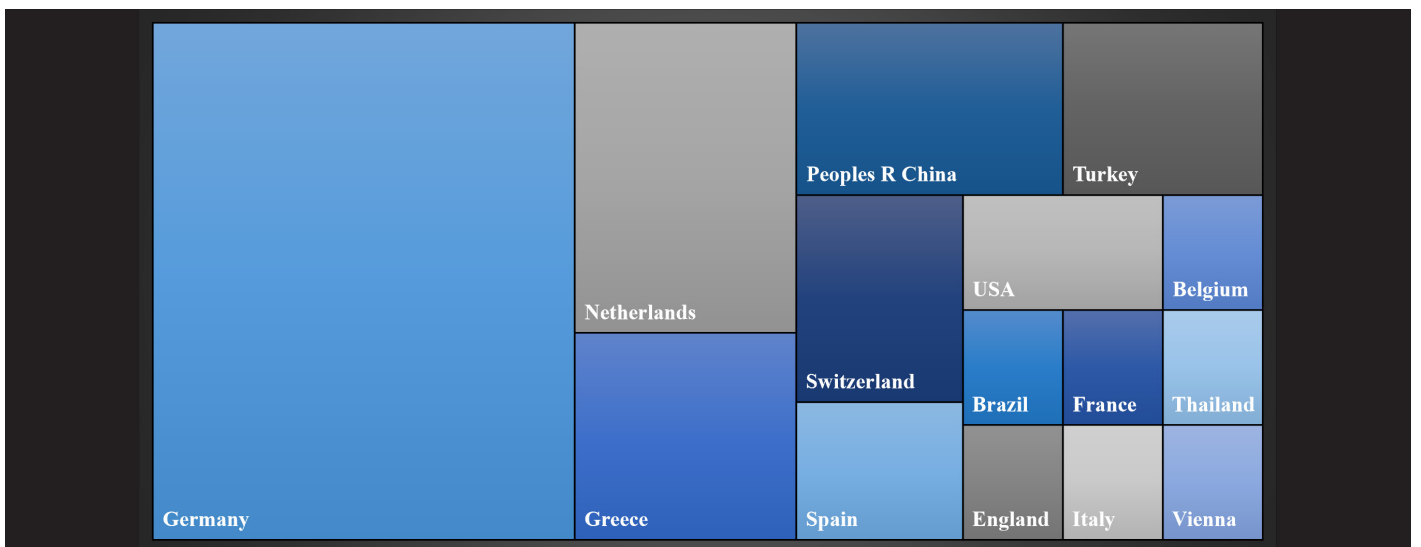 Germany
Netherlands
Greece
Peoples R China
Turkey
Switzerland
Spain
USA
Belgium
Brazil
France
Thailand
England
Italy
Vienna